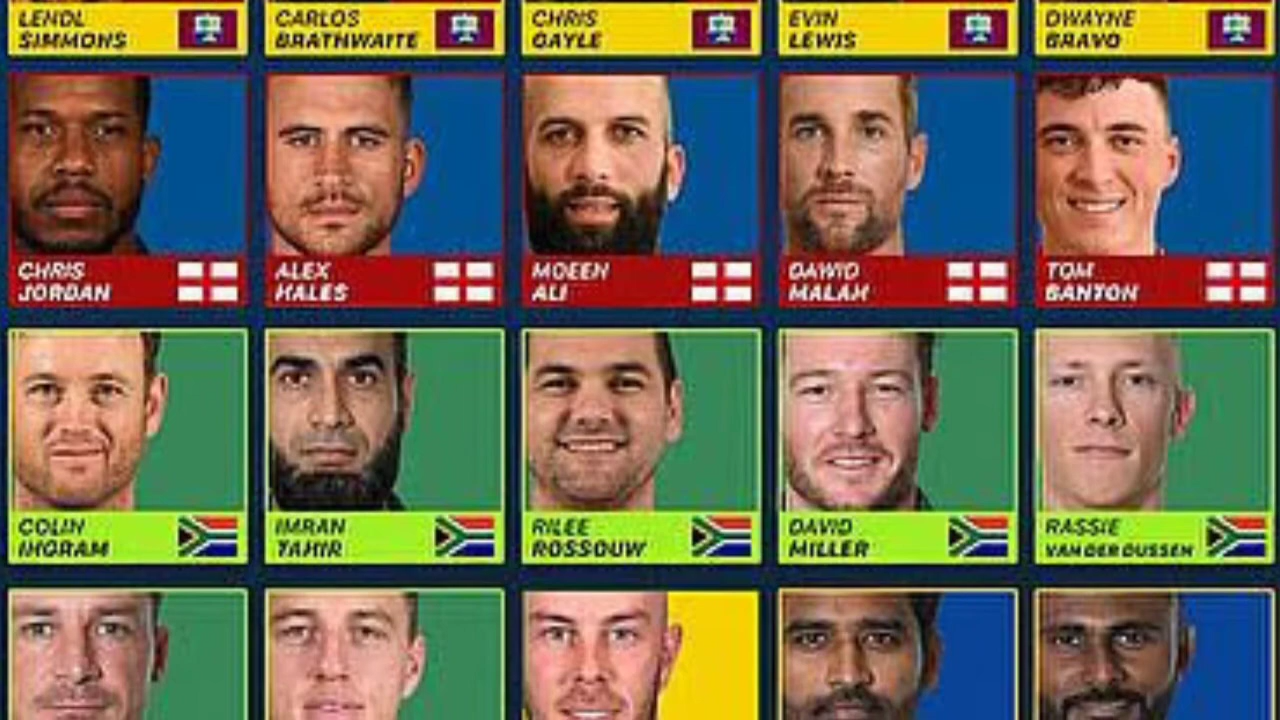 LENDL
SIMMONS
CARLOS
BRATHWAITE
CHRIS
GAYLE
EVIN
LEWIS
DWAYNE
BRAVO
CHRIS
JORDAN
ALEX
HALES
MOEEN
ALI
DAWID
MALAN
TOM
BANTON
COLIN
INGRAM
IMRAN
TAHIR
RILEE
ROSSOUW
DAVID
MILLER
RASSIE
VAN DER DUSSEN